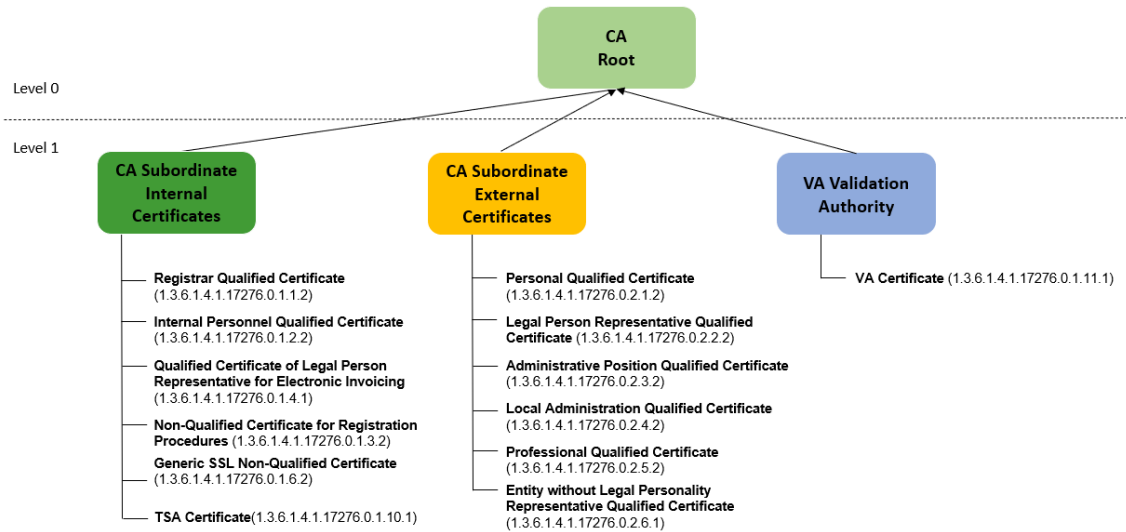 CA
Root
Level 0
Level 1
CA Subordinate
Internal
Certificates
CA Subordinate
External
Certificates
VA Validation
Authority
Registrar Qualified Certificate
(1.3.6.1.4.1.17276.0.1.1.2)
Internal Personnel Qualified Certificate
(1.3.6.1.4.1.17276.0.1.2.2)
Qualified Certificate of Legal Person
Representative for Electronic Invoicing
(1.3.6.1.4.1.17276.0.1.4.1)
Non-Qualified Certificate for Registration
Procedures (1.3.6.1.4.1.17276.0.1.3.2)
Generic SSL Non-Qualified Certificate
(1.3.6.1.4.1.17276.0.1.6.2)
TSA Certificate(1.3.6.1.4.1.17276.0.1.10.1)
Personal Qualified Certificate
(1.3.6.1.4.1.17276.0.2.1.2)
Legal Person Representative Qualified
Certificate (1.3.6.1.4.1.17276.0.2.2.2)
Administrative Position Qualified Certificate
(1.3.6.1.4.1.17276.0.2.3.2)
Local Administration Qualified Certificate
(1.3.6.1.4.1.17276.0.2.4.2)
Professional Qualified Certificate
(1.3.6.1.4.1.17276.0.2.5.2)
Entity without Legal Personality
Representative Qualified Certificate
(1.3.6.1.4.1.17276.0.2.6.1)
VA Certificate (1.3.6.1.4.1.17276.0.1.11.1)